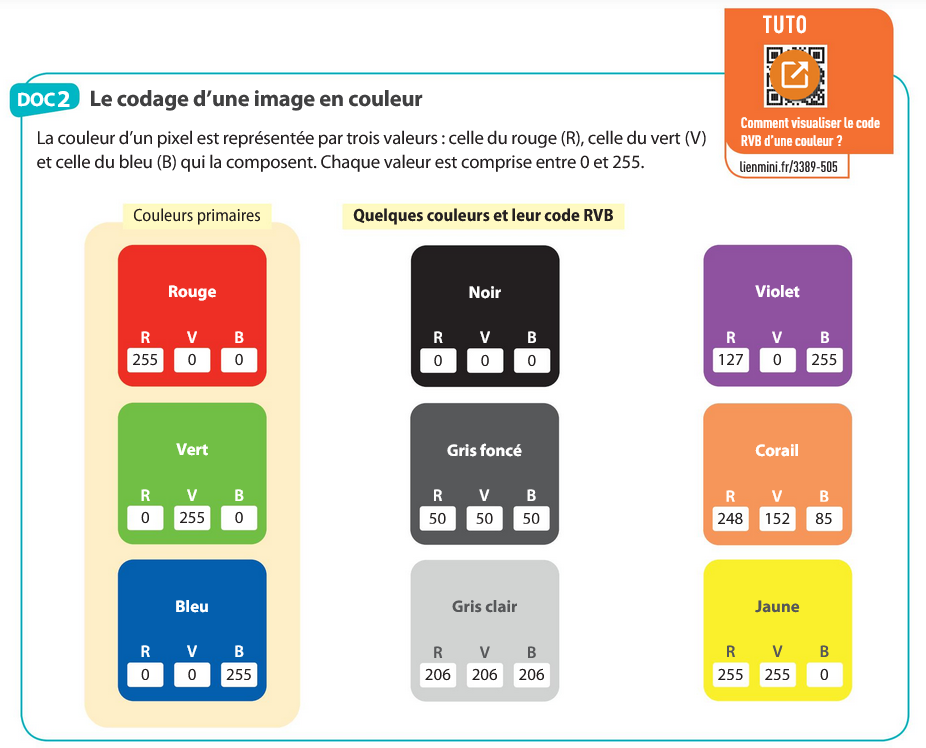 TUTO
Comment visualiser le code
RVB d'une couleur ?
lienmini.fr/3389-505
DOC 2 Le codage d'une image en couleur
La couleur d'un pixel est représentée par trois valeurs : celle du rouge (R), celle du vert (V)
et celle du bleu (B) qui la composent. Chaque valeur est comprise entre 0 et 255.
Couleurs primaires
Rouge
R V B
255 0 0
Vert
R V B
0 255 0
Bleu
R V B
0 0 255
Quelques couleurs et leur code RVB
Noir
R V B
0 0 0
Gris foncé
R V B
50 50 50
Gris clair
R V B
206 206 206
Violet
R V B
127 0 255
Corail
R V B
248 152 85
Jaune
R V B
255 255 0